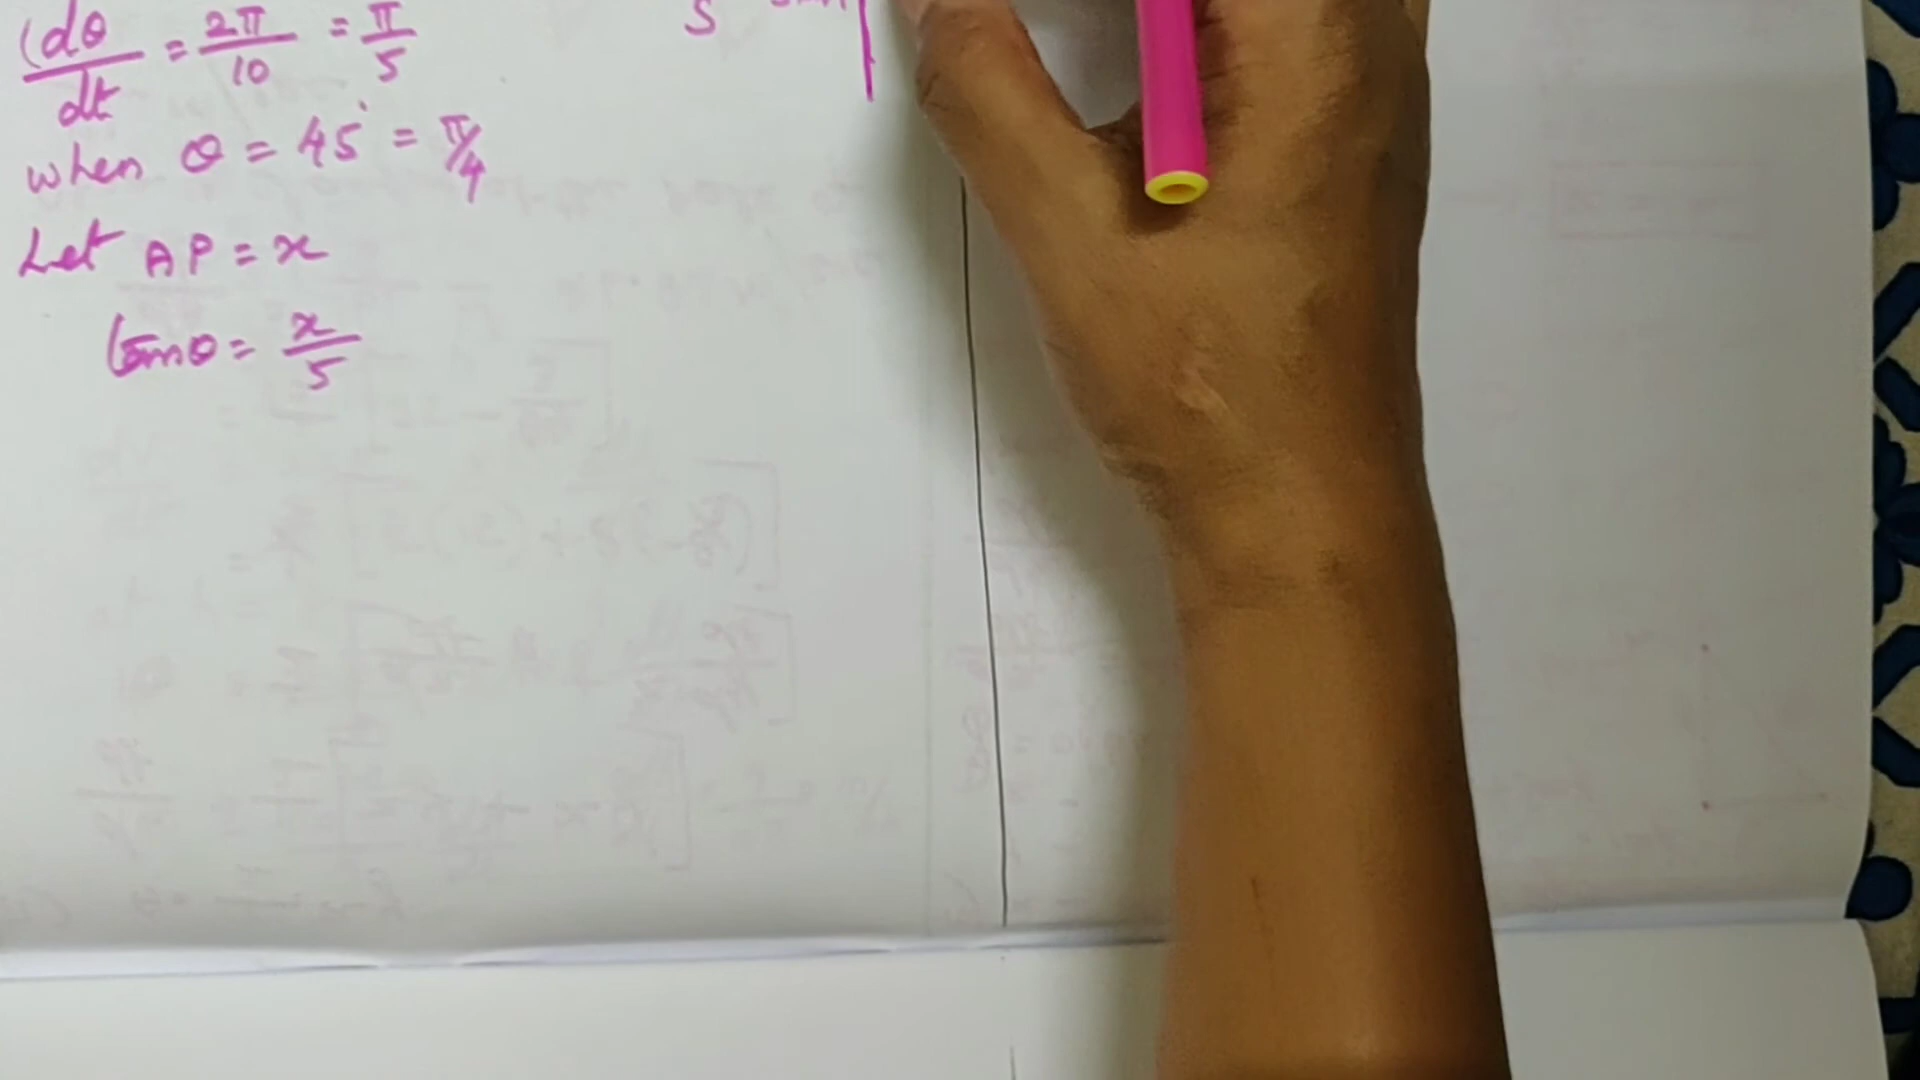 (dθ/dt = 2π/10 = π/5
S
when θ = 45° = π/4
Let AP = x
tanθ = x/5